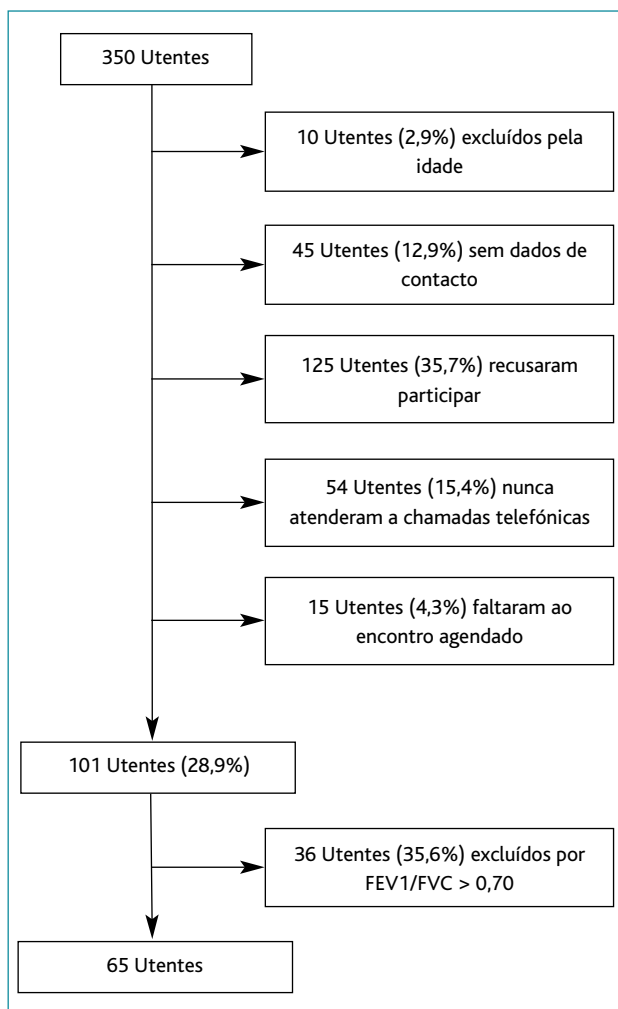 350 Utentes
10 Utentes (2,9%) excluídos pela
idade
45 Utentes (12,9%) sem dados de
contacto
125 Utentes (35,7%) recusaram
participar
54 Utentes (15,4%) nunca
atenderam a chamadas telefónicas
15 Utentes (4,3%) faltaram ao
encontro agendado
101 Utentes (28,9%)
36 Utentes (35,6%) excluídos por
FEV1/FVC > 0,70
65 Utentes